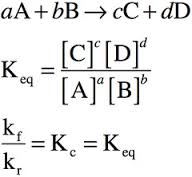 aA + bB → cC + dD
K_eq = [C]^c [D]^d / [A]^a [B]^b
k_f / k_r = K_c = K_eq